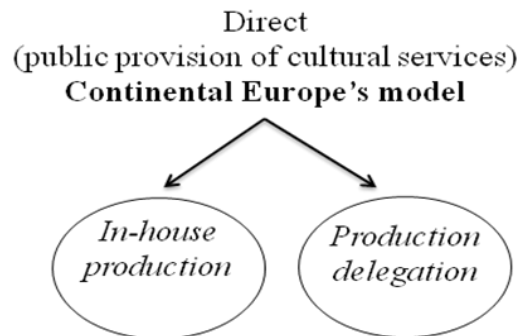 Direct
(public provision of cultural services)
Continental Europe's model
In-house
production
Production
delegation